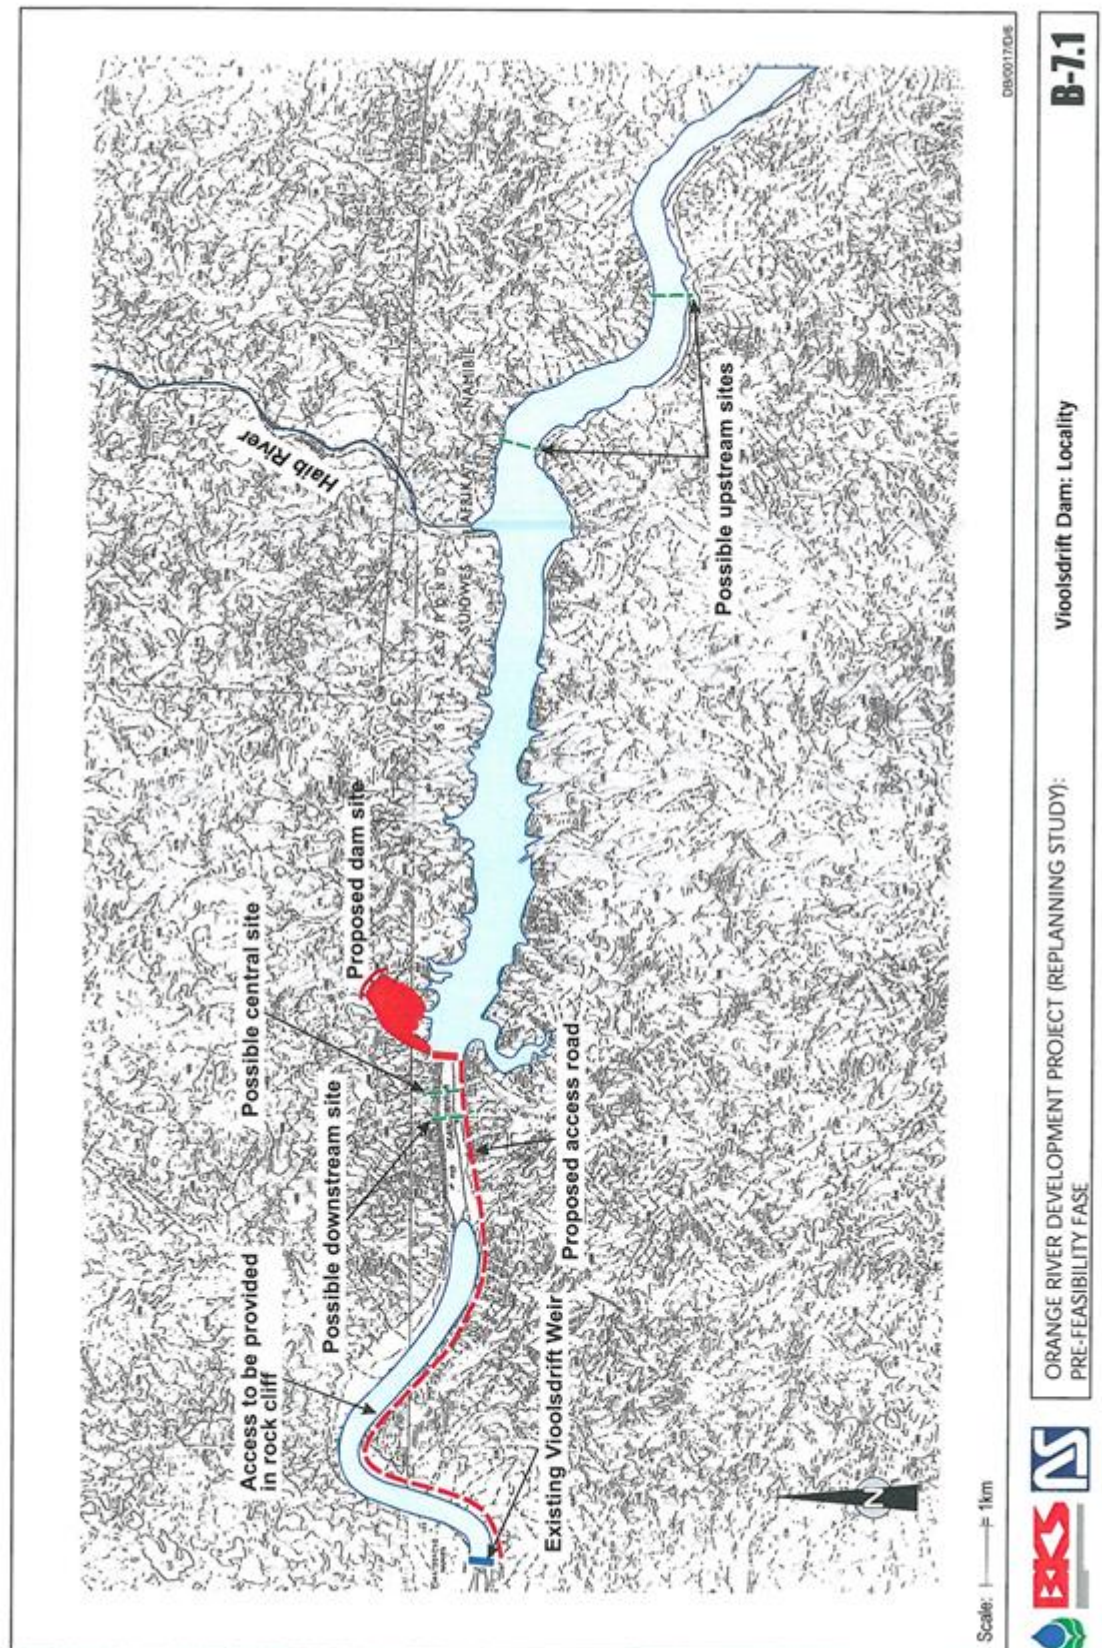 Haib River
Proposed dam site
Possible central site
Possible downstream site
Access to be provided
in rock cliff
Proposed access road
Existing Vioolsdrift Weir
Possible upstream sites
SUIDWES
AFRIKA
NAMIBIE
N
Scale:
= 1km
BKS
ORANGE RIVER DEVELOPMENT PROJECT (REPLANNING STUDY):
PRE-FEASIBILITY FASE
Vioolsdrift Dam: Locality
B-7.1